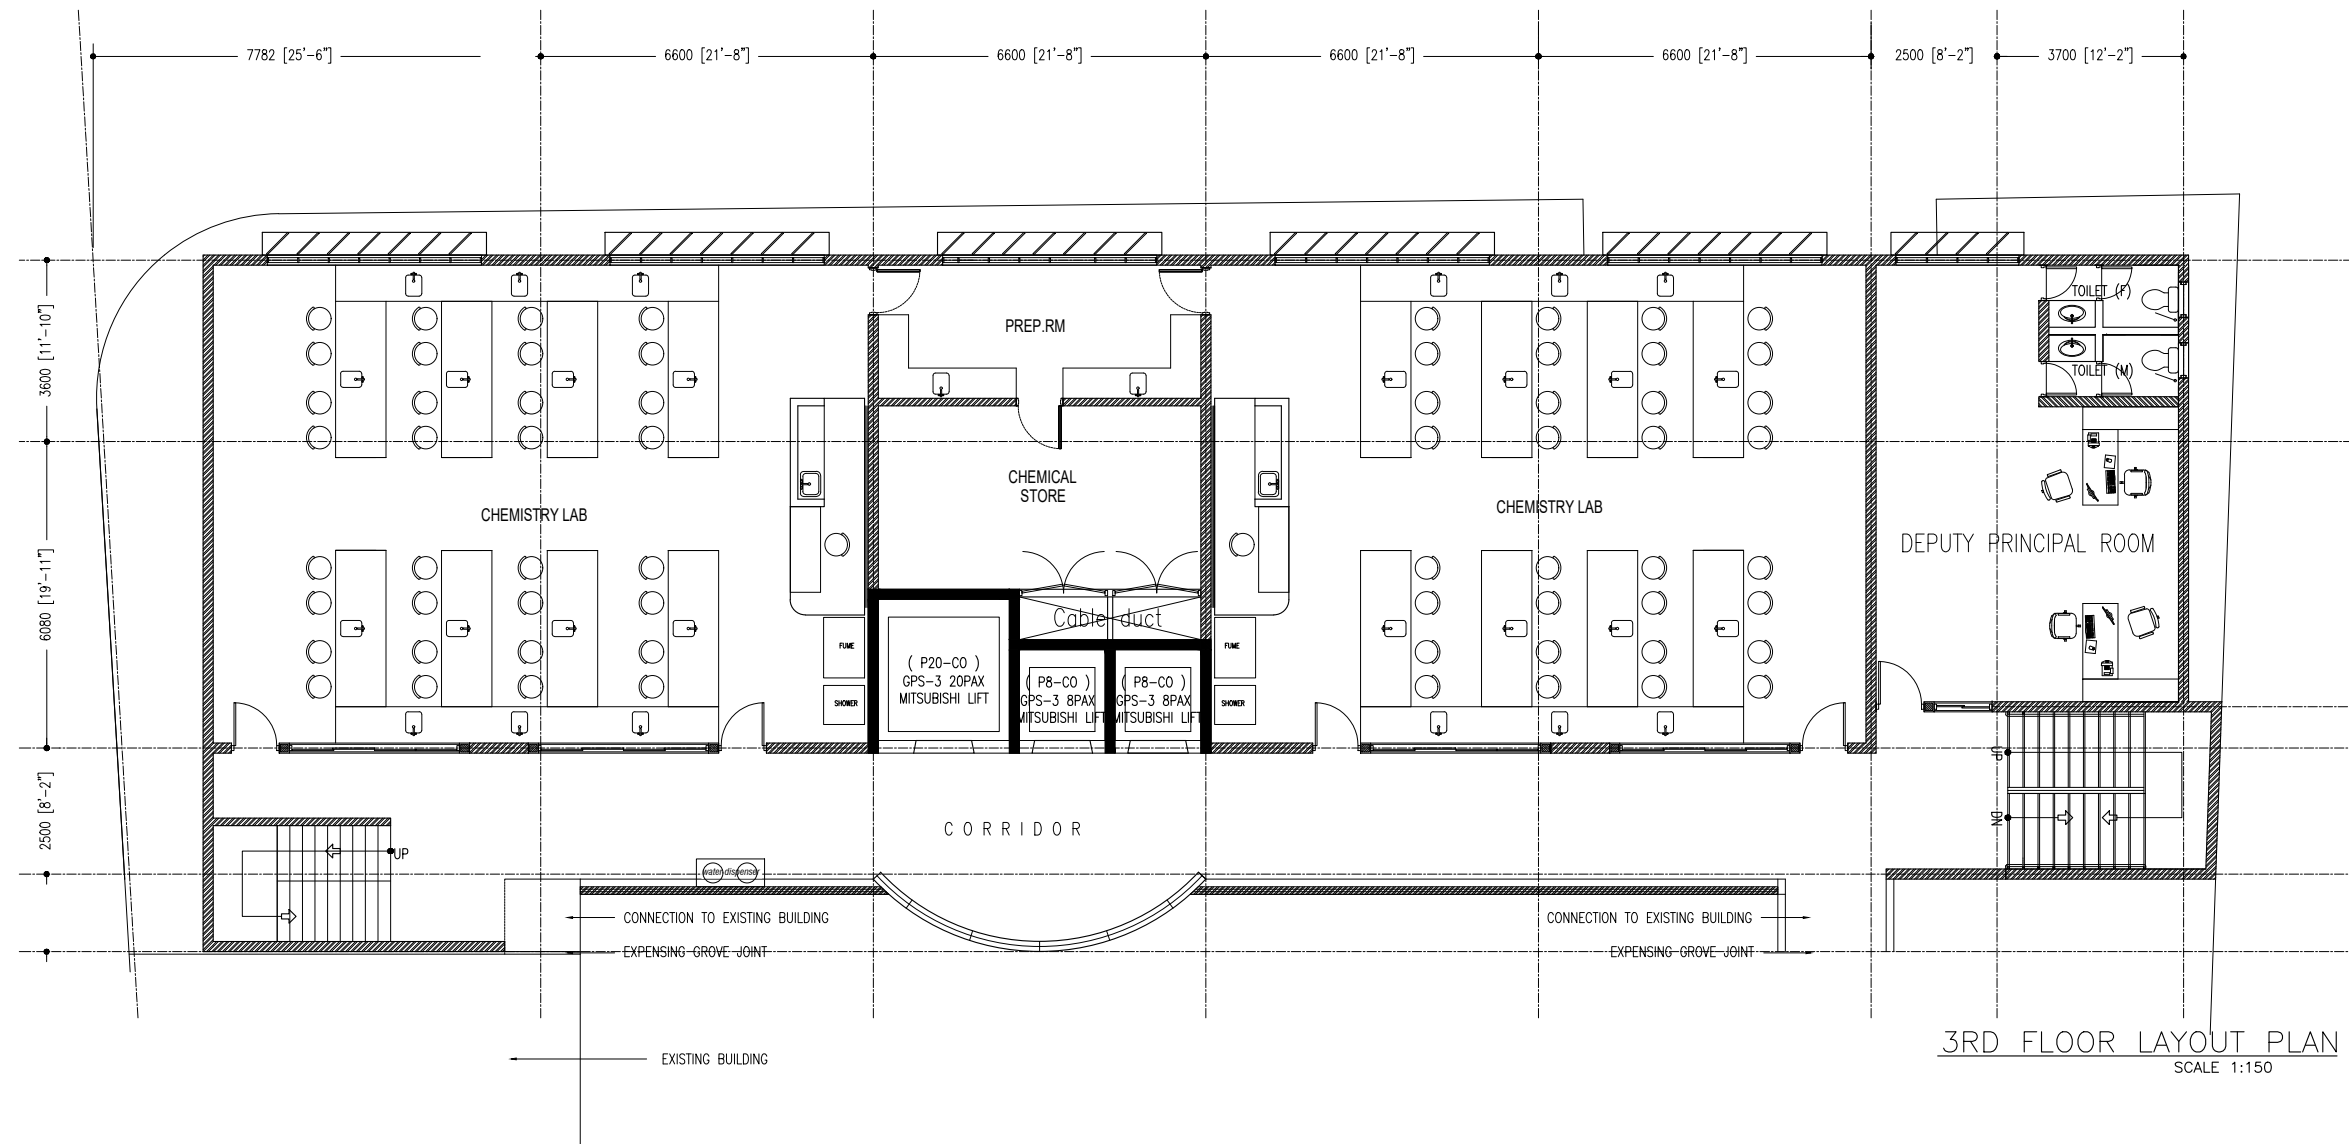 7782 [25'-6"]
6600 [21'-8"]
6600 [21'-8"]
6600 [21'-8"]
6600 [21'-8"]
2500 [8'-2"]
3700 [12'-2"]
3600 [11'-10"]
6080 [19'-11"]
2500 [8'-2"]
TOILET (F)
TOILET (M)
PREP.RM
CHEMICAL
STORE
CHEMISTRY LAB
CHEMISTRY LAB
DEPUTY PRINCIPAL ROOM
Cable duct
FUME
SHOWER
( P20-CO )
GPS-3 20PAX
MITSUBISHI LIFT
( P8-CO )
GPS-3 8PAX
MITSUBISHI LIFT
( P8-CO )
GPS-3 8PAX
MITSUBISHI LIFT
FUME
SHOWER
UP
DN
CORRIDOR
UP
water-dispenser
CONNECTION TO EXISTING BUILDING
CONNECTION TO EXISTING BUILDING
EXPENSING GROVE JOINT
EXPENSING GROVE JOINT
EXISTING BUILDING
3RD FLOOR LAYOUT PLAN
SCALE 1:150